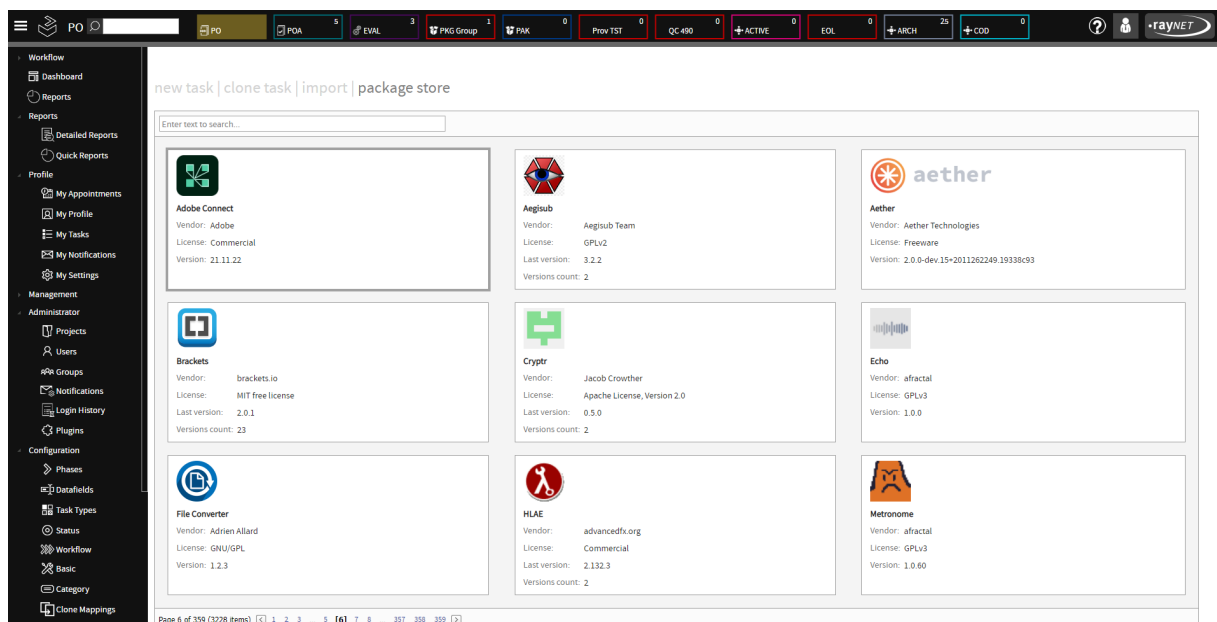 PO
PO
POA 5
EVAL 3
PKG Group 1
PAK 0
Prov TST 0
QC 490 0
ACTIVE 0
EOL 0
ARCH 25
COD 0
?
•rayNET
Workflow
Dashboard
Reports
Reports
Detailed Reports
Quick Reports
Profile
My Appointments
My Profile
My Tasks
My Notifications
My Settings
Management
Administrator
Projects
Users
Groups
Notifications
Login History
Plugins
Configuration
Phases
Datafields
Task Types
Status
Workflow
Basic
Category
Clone Mappings
new task | clone task | import | package store
Enter text to search...
Adobe Connect
Vendor: Adobe
License: Commercial
Version: 21.11.22
Aegisub
Vendor: Aegisub Team
License: GPLv2
Last version: 3.2.2
Versions count: 2
aether
Aether
Vendor: Aether Technologies
License: Freeware
Version: 2.0.0-dev.15+2011262249.19338c93
Brackets
Vendor: brackets.io
License: MIT free license
Last version: 2.0.1
Versions count: 23
Cryptr
Vendor: Jacob Crowther
License: Apache License, Version 2.0
Last version: 0.5.0
Versions count: 2
Echo
Vendor: afractal
License: GPLv3
Version: 1.0.0
File Converter
Vendor: Adrien Allard
License: GNU/GPL
Version: 1.2.3
HLAE
Vendor: advancedfx.org
License: Commercial
Last version: 2.132.3
Versions count: 2
Metronome
Vendor: afractal
License: GPLv3
Version: 1.0.60
Page 6 of 359 (3228 items) < 1 2 3 … 5 [6] 7 8 … 357 358 359 >